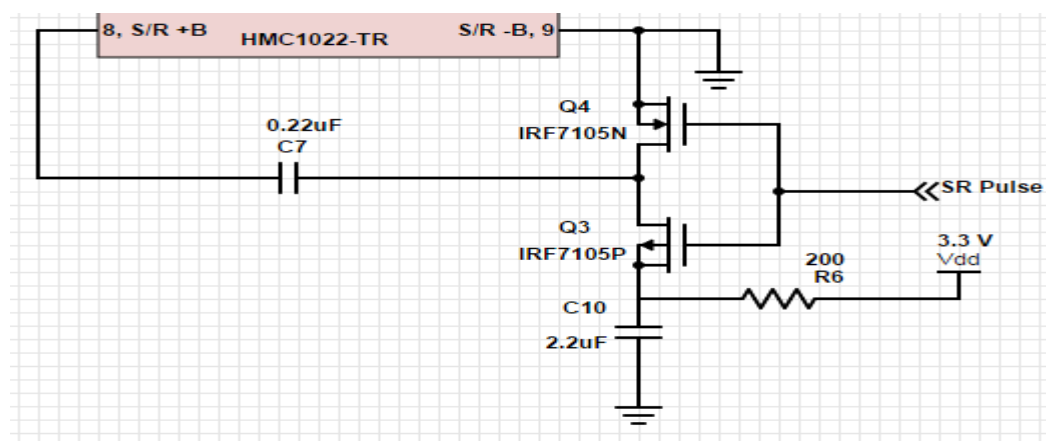 8, S/R +B
HMC1022-TR
S/R -B, 9
Q4
IRF7105N
0.22uF
C7
SR Pulse
Q3
IRF7105P
3.3 V
Vdd
200
R6
C10
2.2uF